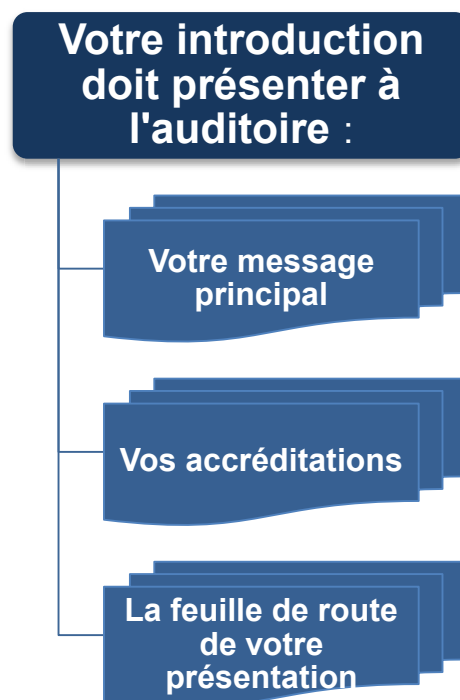 Votre introduction
doit présenter à
l'auditoire :
Votre message
principal
Vos accréditations
La feuille de route
de votre
présentation